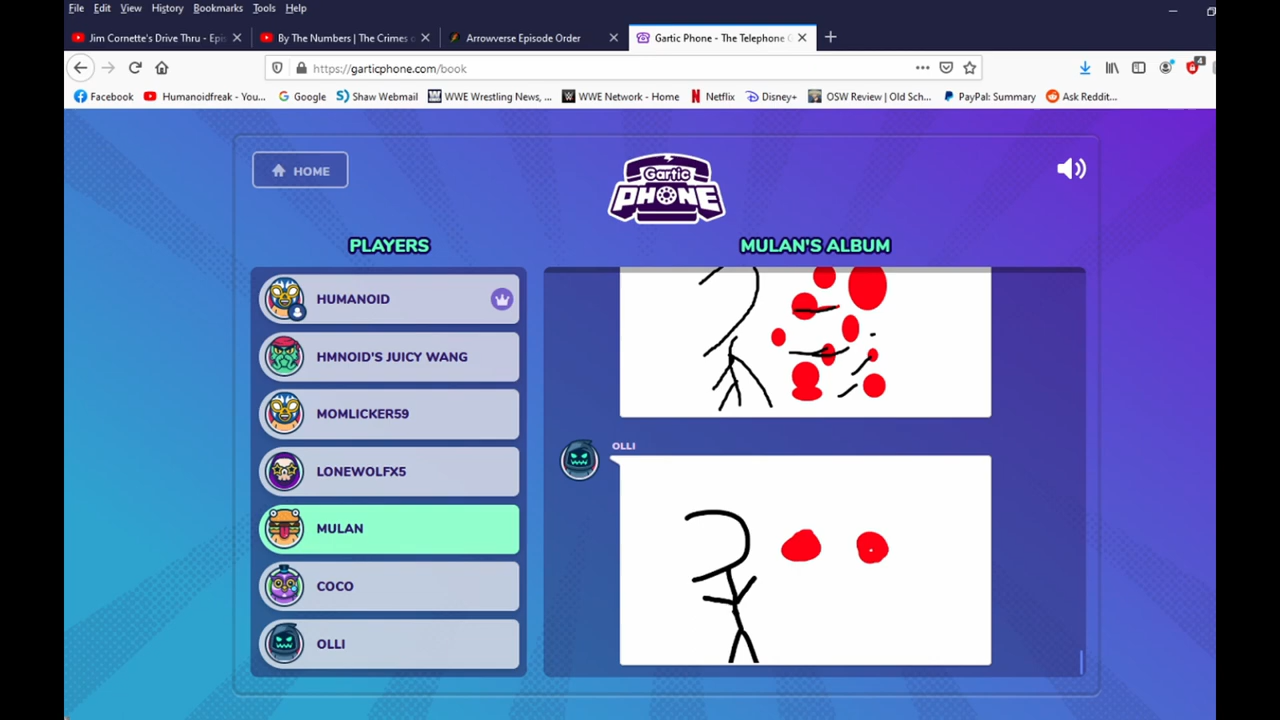 File Edit View History Bookmarks Tools Help
Jim Cornette's Drive Thru - Epi
By The Numbers | The Crimes o
Arrowverse Episode Order
Gartic Phone - The Telephone G
https://garticphone.com/book
4
Facebook
Humanoidfreak - You...
Google
Shaw Webmail
WWE Wrestling News, ...
WWE Network - Home
Netflix
Disney+
OSW Review | Old Sch...
PayPal: Summary
Ask Reddit...
HOME
Gartic
PHONE
PLAYERS
MULAN'S ALBUM
HUMANOID
HMNOID'S JUICY WANG
MOMLICKER59
LONEWOLFX5
MULAN
COCO
OLLI
OLLI